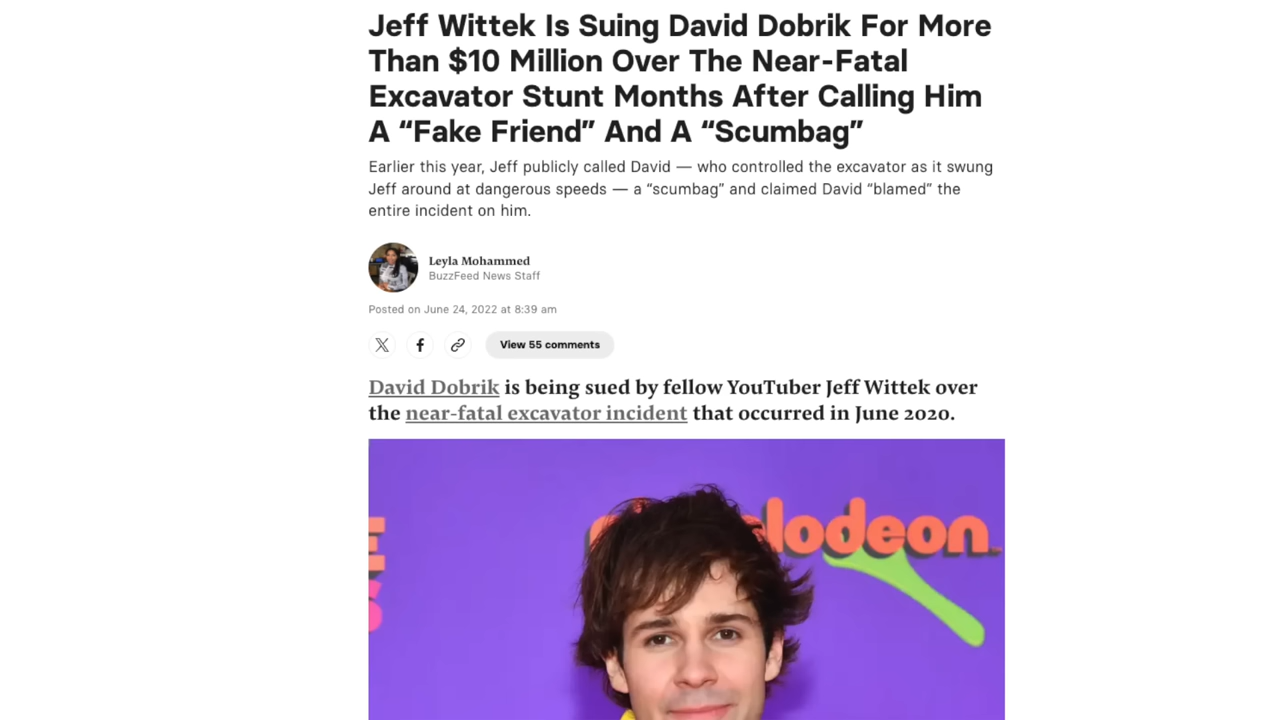 Jeff Wittek Is Suing David Dobrik For More
Than $10 Million Over The Near-Fatal
Excavator Stunt Months After Calling Him
A “Fake Friend” And A “Scumbag”
Earlier this year, Jeff publicly called David — who controlled the excavator as it swung
Jeff around at dangerous speeds — a “scumbag” and claimed David “blamed” the
entire incident on him.
Leyla Mohammed
BuzzFeed News Staff
Posted on June 24, 2022 at 8:39 am
View 55 comments
David Dobrik is being sued by fellow YouTuber Jeff Wittek over
the near-fatal excavator incident that occurred in June 2020.